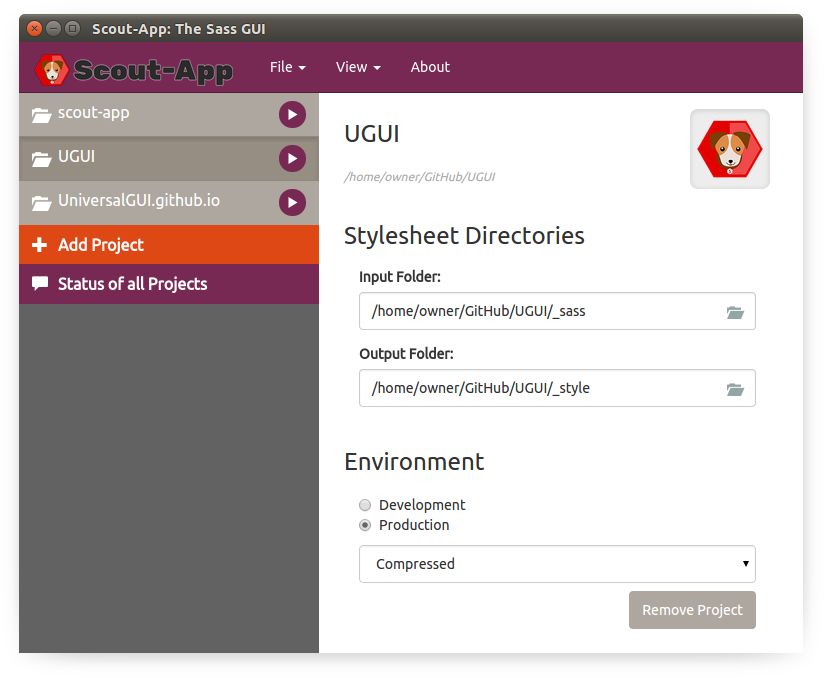 Scout-App: The Sass GUI
Scout-App
File View About
scout-app
UGUI
UniversalGUI.github.io
Add Project
Status of all Projects
UGUI
/home/owner/GitHub/UGUI
Stylesheet Directories
Input Folder:
/home/owner/GitHub/UGUI/_sass
Output Folder:
/home/owner/GitHub/UGUI/_style
Environment
Development
Production
Compressed
Remove Project